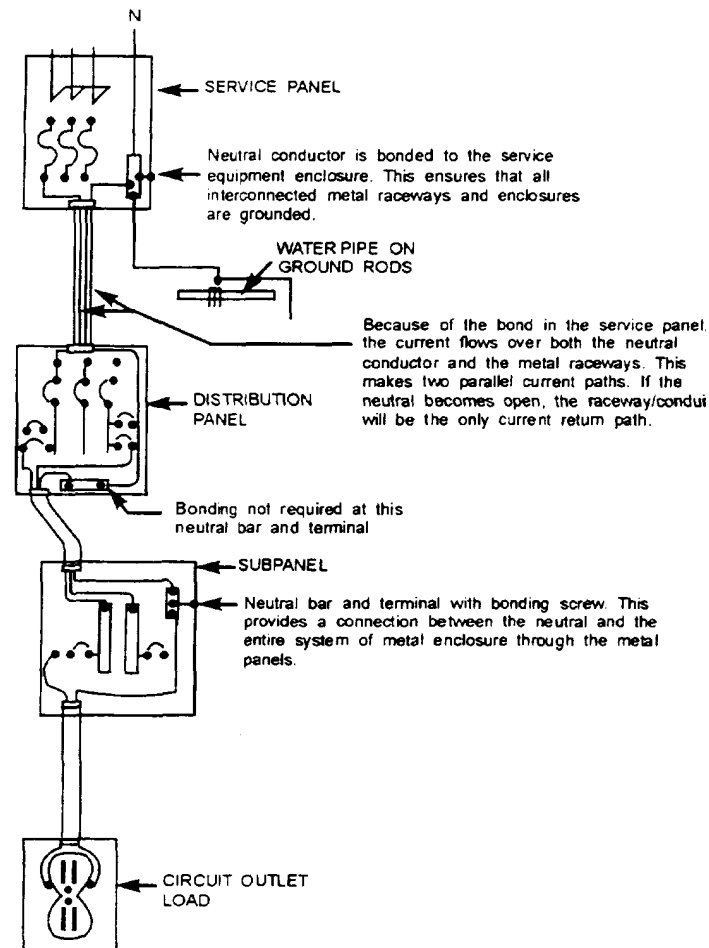 N
SERVICE PANEL
Neutral conductor is bonded to the service
equipment enclosure. This ensures that all
interconnected metal raceways and enclosures
are grounded.
WATER PIPE ON
GROUND RODS
Because of the bond in the service panel,
the current flows over both the neutral
conductor and the metal raceways. This
makes two parallel current paths. If the
neutral becomes open, the raceway/condui
will be the only current return path.
DISTRIBUTION
PANEL
Bonding not required at this
neutral bar and terminal
SUBPANEL
Neutral bar and terminal with bonding screw. This
provides a connection between the neutral and the
entire system of metal enclosure through the metal
panels.
CIRCUIT OUTLET
LOAD